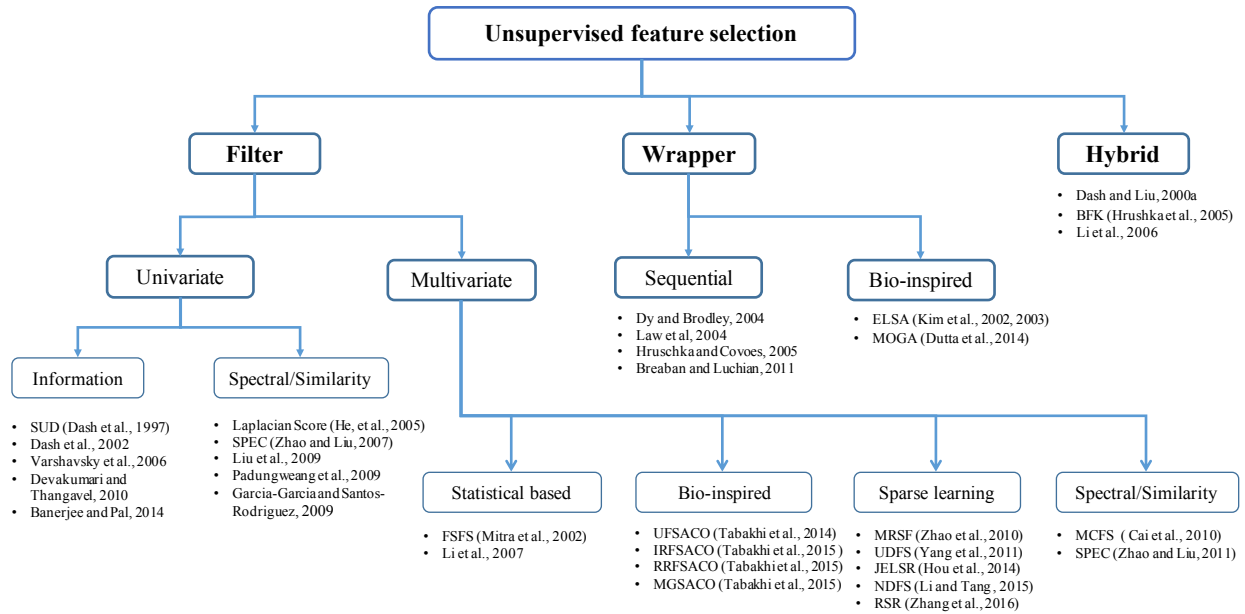 Unsupervised feature selection
Filter
Wrapper
Hybrid
• Dash and Liu, 2000a
• BFK (Hrushka et al., 2005)
• Li et al., 2006
Univariate
Multivariate
Sequential
Bio-inspired
• Dy and Brodley, 2004
• Law et al, 2004
• Hruschka and Covoes, 2005
• Breaban and Luchian, 2011
• ELSA (Kim et al., 2002, 2003)
• MOGA (Dutta et al., 2014)
Information
Spectral/Similarity
• SUD (Dash et al., 1997)
• Dash et al., 2002
• Varshavsky et al., 2006
• Devakumari and
Thangavel, 2010
• Banerjee and Pal, 2014
• Laplacian Score (He, et al., 2005)
• SPEC (Zhao and Liu, 2007)
• Liu et al., 2009
• Padungweang et al., 2009
• Garcia-Garcia and Santos-
Rodriguez, 2009
Statistical based
Bio-inspired
Sparse learning
Spectral/Similarity
• FSFS (Mitra et al., 2002)
• Li et al., 2007
• UFSACO (Tabakhi et al., 2014)
• IRFSACO (Tabakhi et al., 2015)
• RRFSACO (Tabakhi et al., 2015)
• MGSACO (Tabakhi et al., 2015)
• MRSF (Zhao et al., 2010)
• UDFS (Yang et al., 2011)
• JELSR (Hou et al., 2014)
• NDFS (Li and Tang, 2015)
• RSR (Zhang et al., 2016)
• MCFS ( Cai et al., 2010)
• SPEC (Zhao and Liu, 2011)